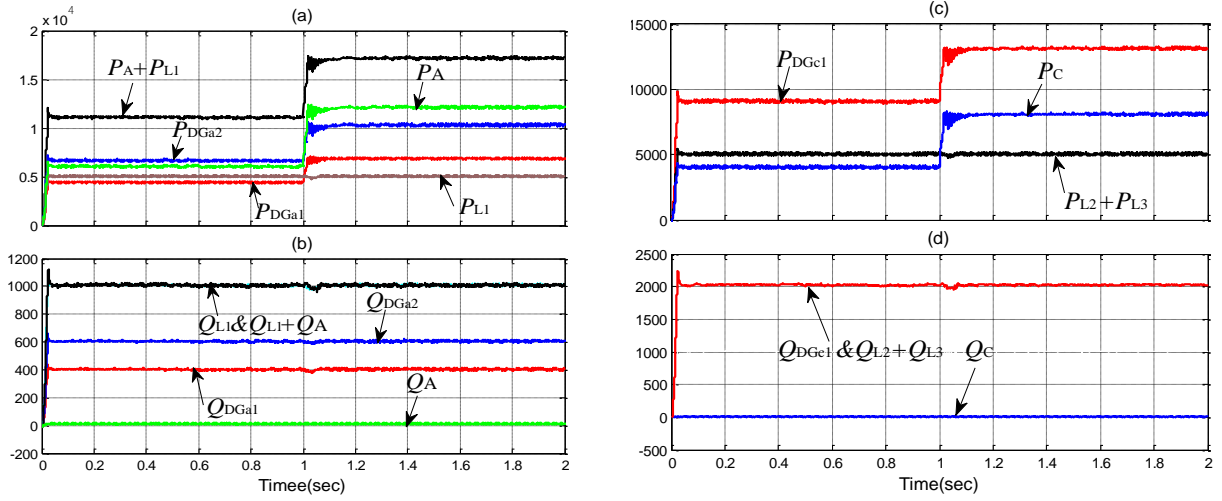 (a)
x 10^4
2
1.5
1
0.5
0
P_A+P_L1
P_A
P_DGa2
P_DGa1
P_L1
(b)
1200
1000
800
600
400
200
0
-200
Q_L1&Q_L1+Q_A
Q_DGa2
Q_DGa1
Q_A
0 0.2 0.4 0.6 0.8 1 1.2 1.4 1.6 1.8 2
Timee(sec)
(c)
15000
10000
5000
0
P_DGc1
P_C
P_L2+P_L3
(d)
2500
2000
1500
1000
500
0
-500
Q_DGc1&Q_L2+Q_L3
Q_C
0 0.2 0.4 0.6 0.8 1 1.2 1.4 1.6 1.8 2
Time(sec)